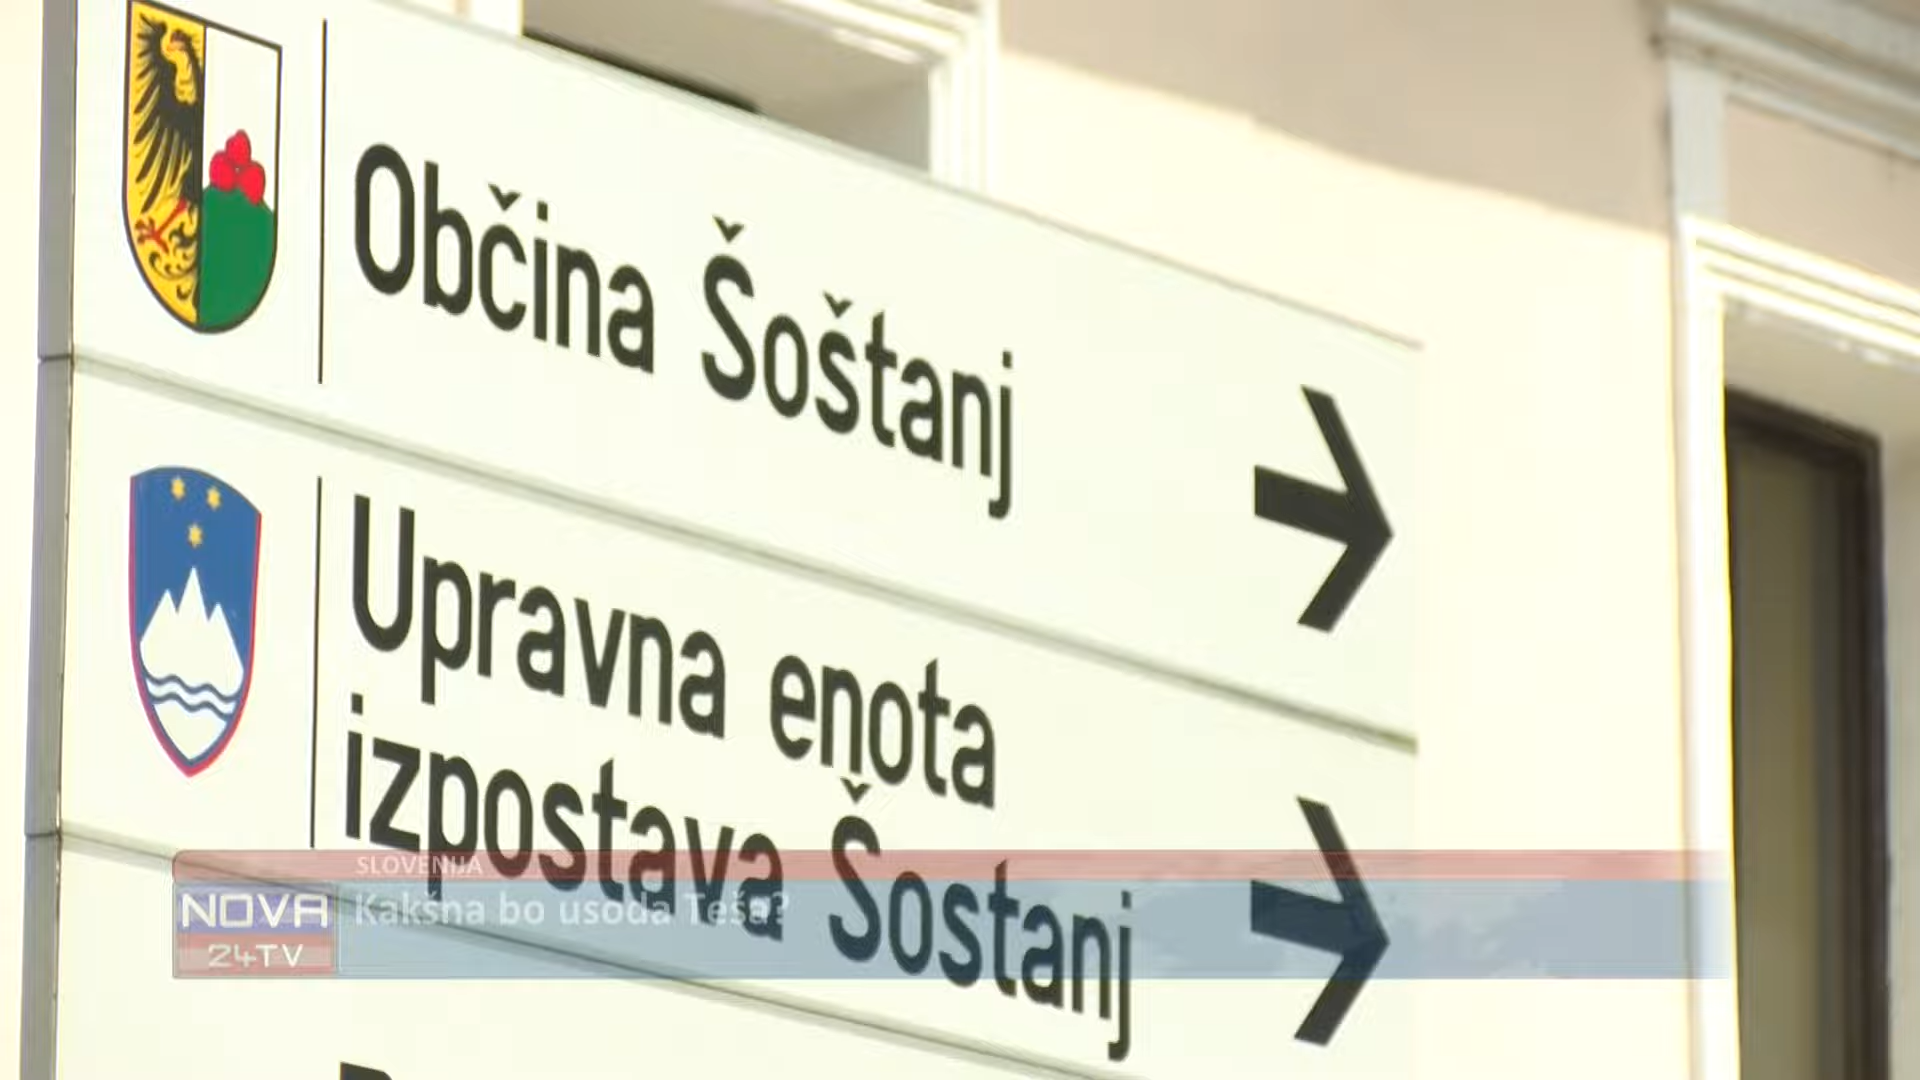 Občina Šoštanj
Upravna enota
izpostava Šoštanj
SLOVENIJA
NOVA
24TV
Kakšna bo usoda Teša?